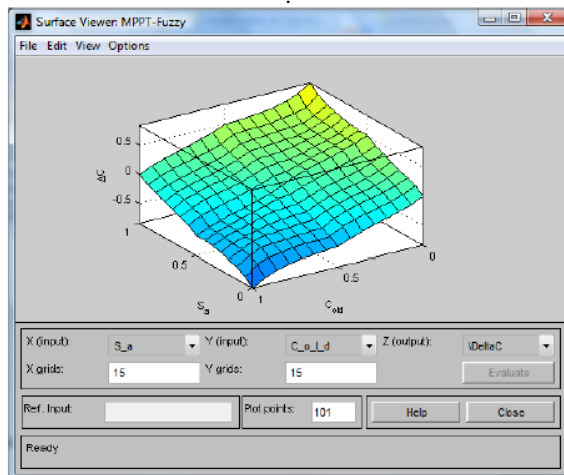 Surface Viewer: MPPT-Fuzzy
File Edit View Options
0.5
0
-0.5
ΔC
1
0.5
0
S_a
1
0.5
0
C_old
X (input): S_a Y (input): C_o_l_d Z (output): \DeltaC
X grids: 15 Y grids: 15 Evaluate
Ref. Input: Plot points: 101 Help Close
Ready